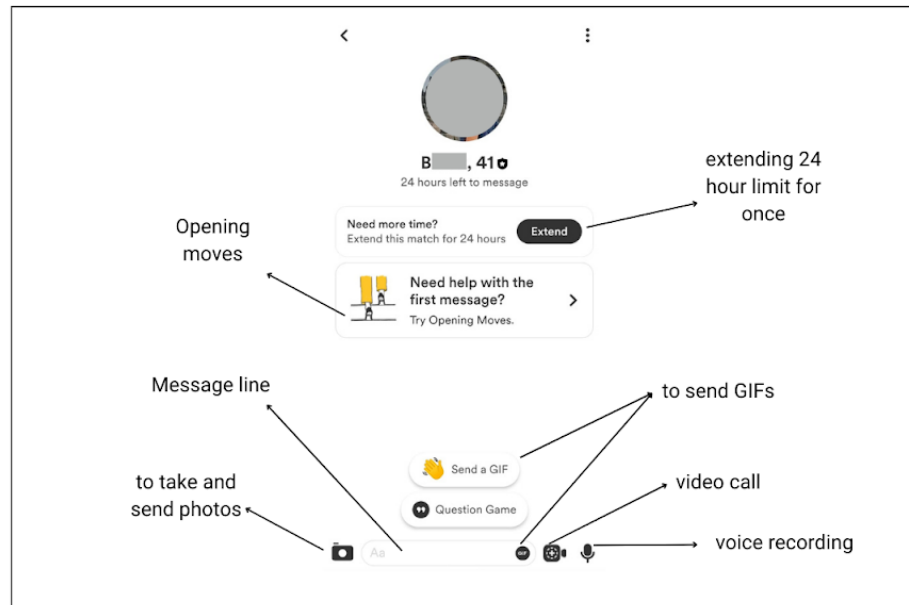 B , 41
24 hours left to message
extending 24
hour limit for
once
Need more time?
Extend this match for 24 hours
Extend
Opening
moves
Need help with the
first message?
Try Opening Moves.
Message line
to send GIFs
Send a GIF
to take and
send photos
Question Game
video call
Aa
GIF
voice recording